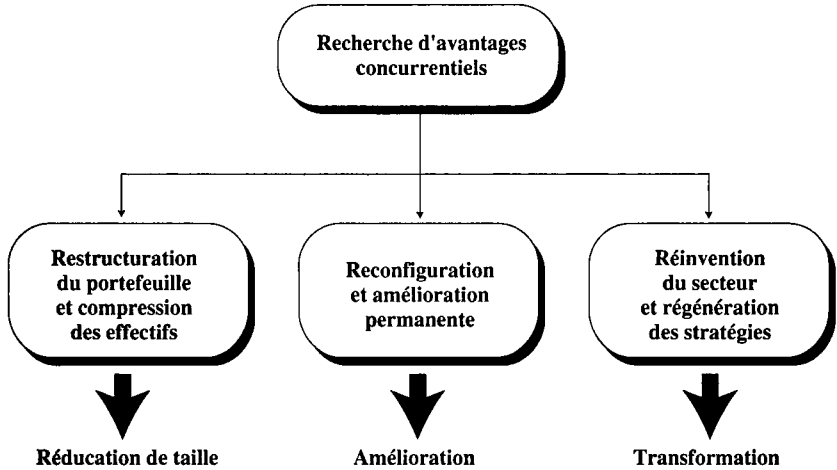 Recherche d'avantages
concurrentiels
Restructuration
du portefeuille
et compression
des effectifs
Reconfiguration
et amélioration
permanente
Réinvention
du secteur
et régénération
des stratégies
Réducation de taille
Amélioration
Transformation